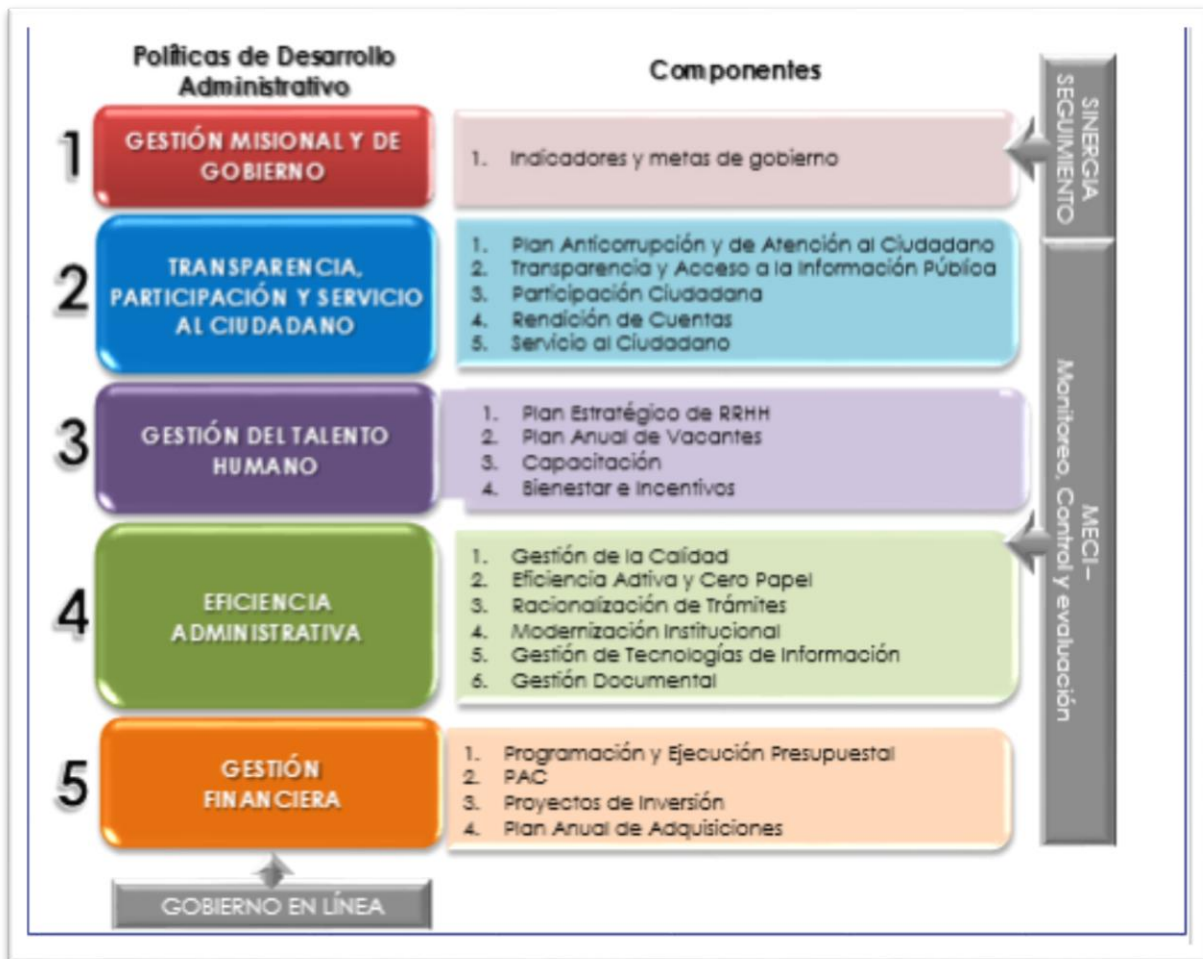 Políticas de Desarrollo
Administrativo
Componentes
1
GESTIÓN MISIONAL Y DE
GOBIERNO
1. Indicadores y metas de gobierno
2
TRANSPARENCIA,
PARTICIPACIÓN Y SERVICIO
AL CIUDADANO
1. Plan Anticorrupción y de Atención al Ciudadano
2. Transparencia y Acceso a la Información Pública
3. Participación Ciudadana
4. Rendición de Cuentas
5. Servicio al Ciudadano
3
GESTIÓN DEL TALENTO
HUMANO
1. Plan Estratégico de RRHH
2. Plan Anual de Vacantes
3. Capacitación
4. Bienestar e Incentivos
4
EFICIENCIA
ADMINISTRATIVA
1. Gestión de la Calidad
2. Eficiencia Adtiva y Cero Papel
3. Racionalización de Trámites
4. Modernización Institucional
5. Gestión de Tecnologías de Información
6. Gestión Documental
5
GESTIÓN
FINANCIERA
1. Programación y Ejecución Presupuestal
2. PAC
3. Proyectos de Inversión
4. Plan Anual de Adquisiciones
GOBIERNO EN LÍNEA
SINERGIA
SEGUIMIENTO
MECI–
Monitoreo, Control y evaluación